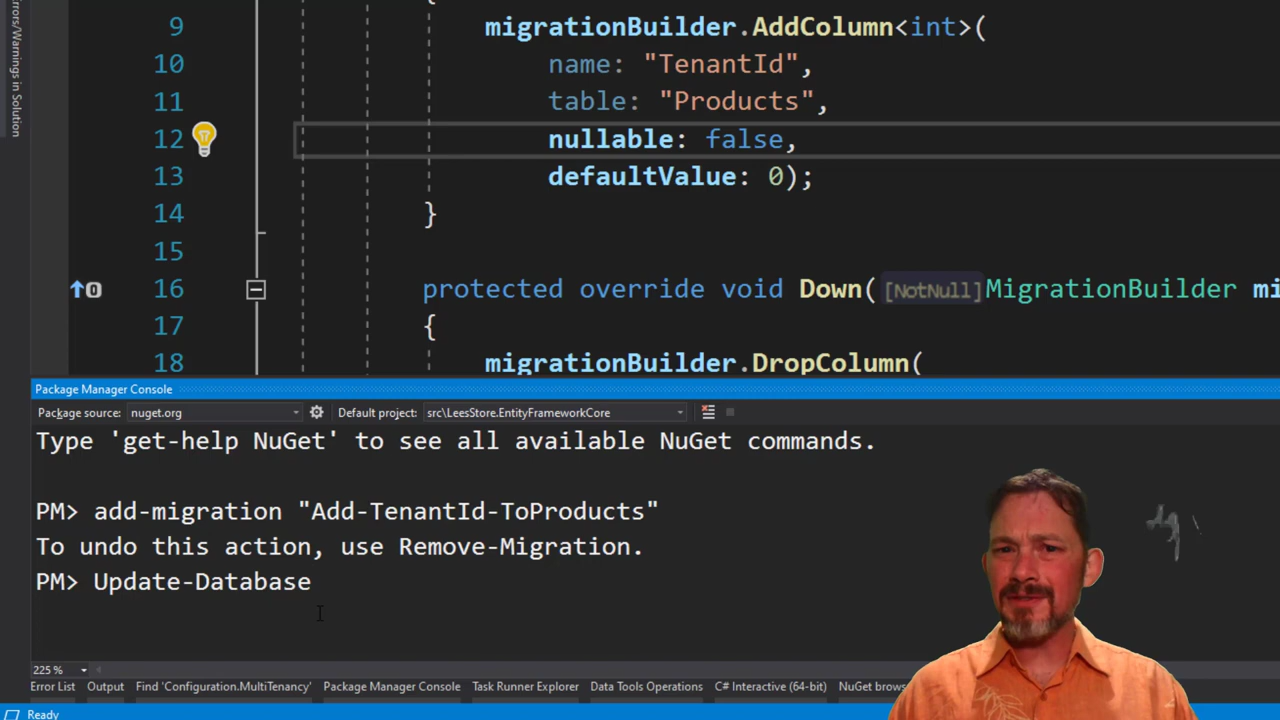 Errors/Warnings in Solution
9 migrationBuilder.AddColumn<int>(
10 name: "TenantId",
11 table: "Products",
12 nullable: false,
13 defaultValue: 0);
14 }
15
16 protected override void Down([NotNull]MigrationBuilder mi
17 {
18 migrationBuilder.DropColumn(
Package Manager Console
Package source: nuget.org Default project: src\LeesStore.EntityFrameworkCore
Type 'get-help NuGet' to see all available NuGet commands.
PM> add-migration "Add-TenantId-ToProducts"
To undo this action, use Remove-Migration.
PM> Update-Database
225 %
Error List Output Find 'Configuration.MultiTenancy' Package Manager Console Task Runner Explorer Data Tools Operations C# Interactive (64-bit) NuGet brows
Ready